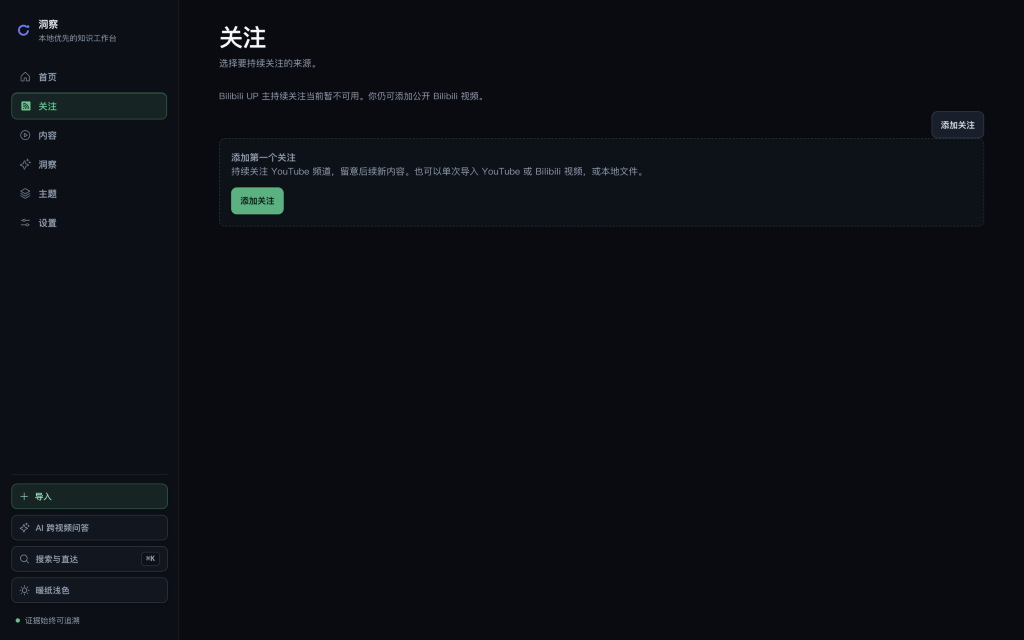 洞察
本地优先的知识工作台
首页
关注
内容
洞察
主题
设置
导入
AI 跨视频问答
搜索与直达 ⌘K
暖纸浅色
证据始终可追溯
关注
选择要持续关注的来源。
Bilibili UP 主持续关注当前暂不可用。你仍可添加公开 Bilibili 视频。
添加关注
添加第一个关注
持续关注 YouTube 频道，留意后续新内容。也可以单次导入 YouTube 或 Bilibili 视频，或本地文件。
添加关注